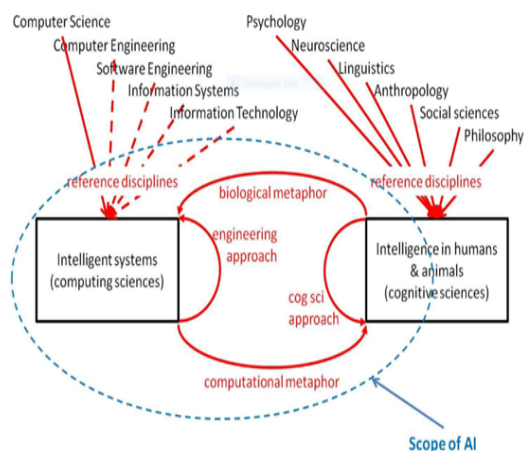 Computer Science
Computer Engineering
Software Engineering
Information Systems
Information Technology
Psychology
Neuroscience
Linguistics
Anthropology
Social sciences
Philosophy
reference disciplines
reference disciplines
biological metaphor
engineering
approach
Intelligent systems
(computing sciences)
Intelligence in humans
& animals
(cognitive sciences)
cog sci
approach
computational metaphor
Scope of AI